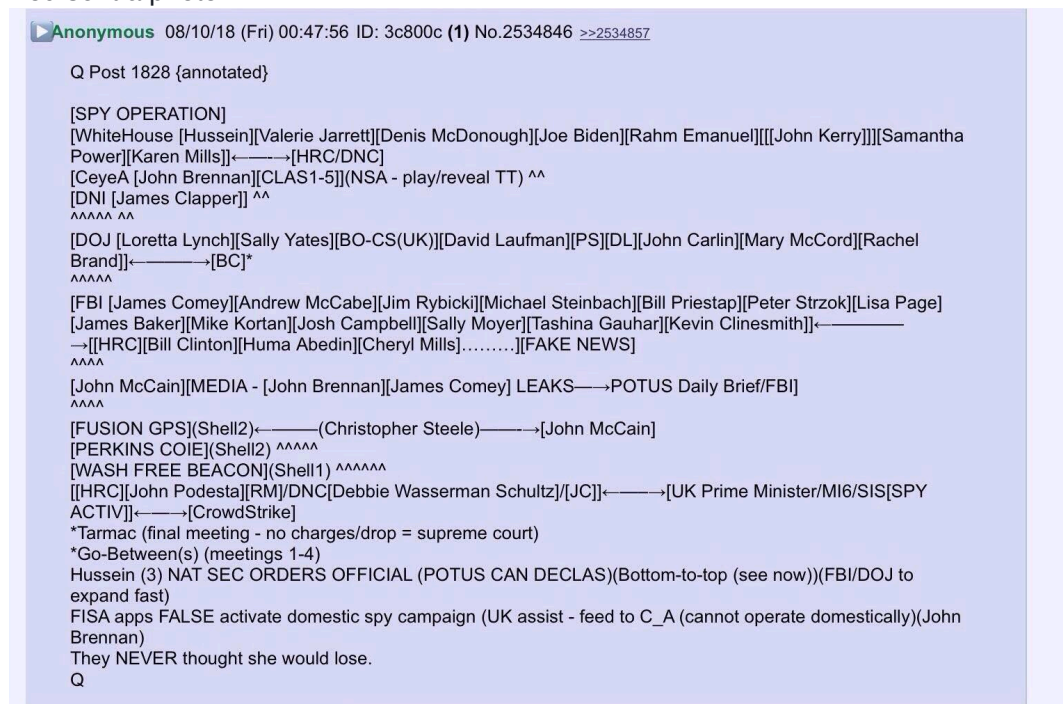 Anonymous 08/10/18 (Fri) 00:47:56 ID: 3c800c (1) No.2534846 >>2534857
Q Post 1828 {annotated}
[SPY OPERATION]
[WhiteHouse [Hussein][Valerie Jarrett][Denis McDonough][Joe Biden][Rahm Emanuel][[[John Kerry]]][Samantha
Power][Karen Mills]]←—-→[HRC/DNC]
[CeyeA [John Brennan][CLAS1-5]](NSA - play/reveal TT) ^^
[DNI [James Clapper]] ^^
^^^^^ ^^
[DOJ [Loretta Lynch][Sally Yates][BO-CS(UK)][David Laufman][PS][DL][John Carlin][Mary McCord][Rachel
Brand]]←———→[BC]*
^^^^^
[FBI [James Comey][Andrew McCabe][Jim Rybicki][Michael Steinbach][Bill Priestap][Peter Strzok][Lisa Page]
[James Baker][Mike Kortan][Josh Campbell][Sally Moyer][Tashina Gauhar][Kevin Clinesmith]]←————
→[[HRC][Bill Clinton][Huma Abedin][Cheryl Mills]………][FAKE NEWS]
^^^^
[John McCain][MEDIA - [John Brennan][James Comey] LEAKS—→POTUS Daily Brief/FBI]
^^^^
[FUSION GPS](Shell2)←———(Christopher Steele)——-→[John McCain]
[PERKINS COIE](Shell2) ^^^^^
[WASH FREE BEACON](Shell1) ^^^^^^
[[HRC][John Podesta][RM]/DNC[Debbie Wasserman Schultz]/[JC]]←——→[UK Prime Minister/MI6/SIS[SPY
ACTIV]]←—→[CrowdStrike]
*Tarmac (final meeting - no charges/drop = supreme court)
*Go-Between(s) (meetings 1-4)
Hussein (3) NAT SEC ORDERS OFFICIAL (POTUS CAN DECLAS)(Bottom-to-top (see now))(FBI/DOJ to
expand fast)
FISA apps FALSE activate domestic spy campaign (UK assist - feed to C_A (cannot operate domestically)(John
Brennan)
They NEVER thought she would lose.
Q